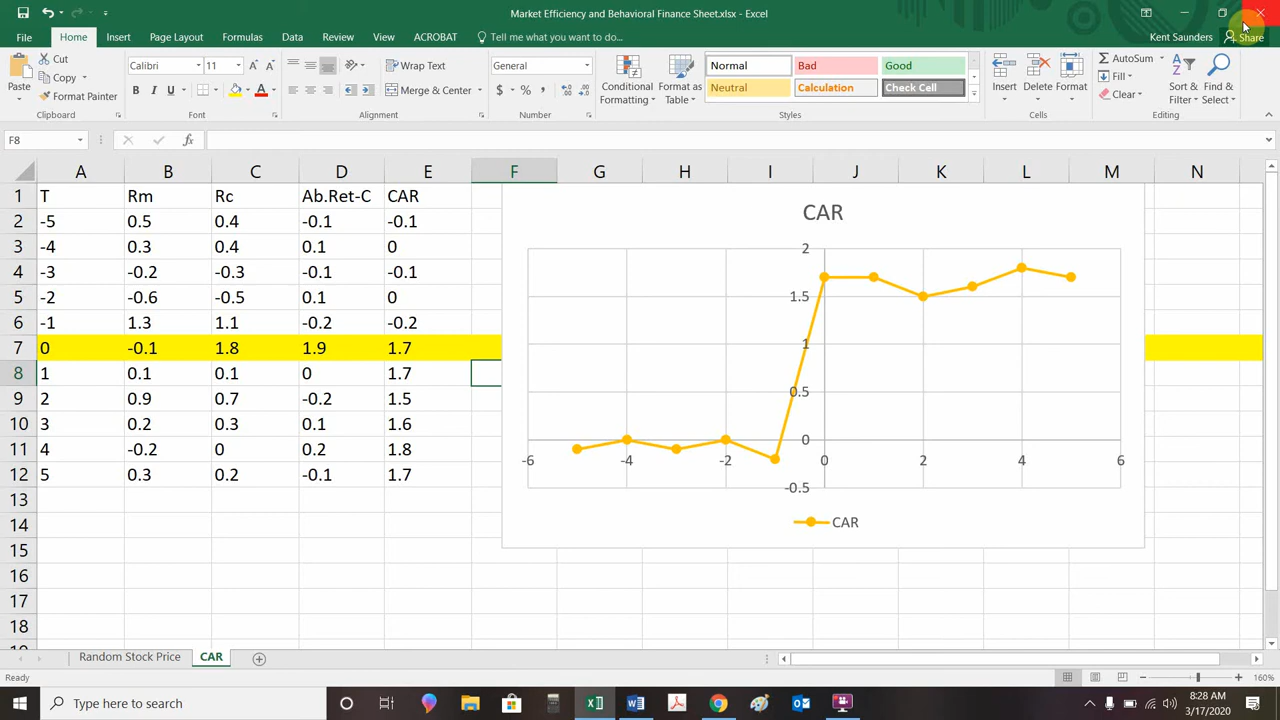 Market Efficiency and Behavioral Finance Sheet.xlsx - Excel
File Home Insert Page Layout Formulas Data Review View ACROBAT Tell me what you want to do... Kent Saunders Share
Paste Cut Copy Format Painter Clipboard
Calibri 11 B I U A A A Font
Wrap Text Merge & Center Alignment
General $ % , Number
Conditional Formatting Format as Table
Normal Bad Good
Neutral Calculation Check Cell
Styles
Insert Delete Format Cells
AutoSum Fill Clear Sort & Filter Find & Select Editing
F8 fx
A B C D E F G H I J K L M N
1 T Rm Rc Ab.Ret-C CAR
2 -5 0.5 0.4 -0.1 -0.1
3 -4 0.3 0.4 0.1 0
4 -3 -0.2 -0.3 -0.1 -0.1
5 -2 -0.6 -0.5 0.1 0
6 -1 1.3 1.1 -0.2 -0.2
7 0 -0.1 1.8 1.9 1.7
8 1 0.1 0.1 0 1.7
9 2 0.9 0.7 -0.2 1.5
10 3 0.2 0.3 0.1 1.6
11 4 -0.2 0 0.2 1.8
12 5 0.3 0.2 -0.1 1.7
13
14
15
16
17
18
CAR
2
1.5
1
0.5
0
-0.5
-6 -4 -2 0 2 4 6
CAR
Random Stock Price CAR
Ready 160%
Type here to search
8:28 AM
3/17/2020